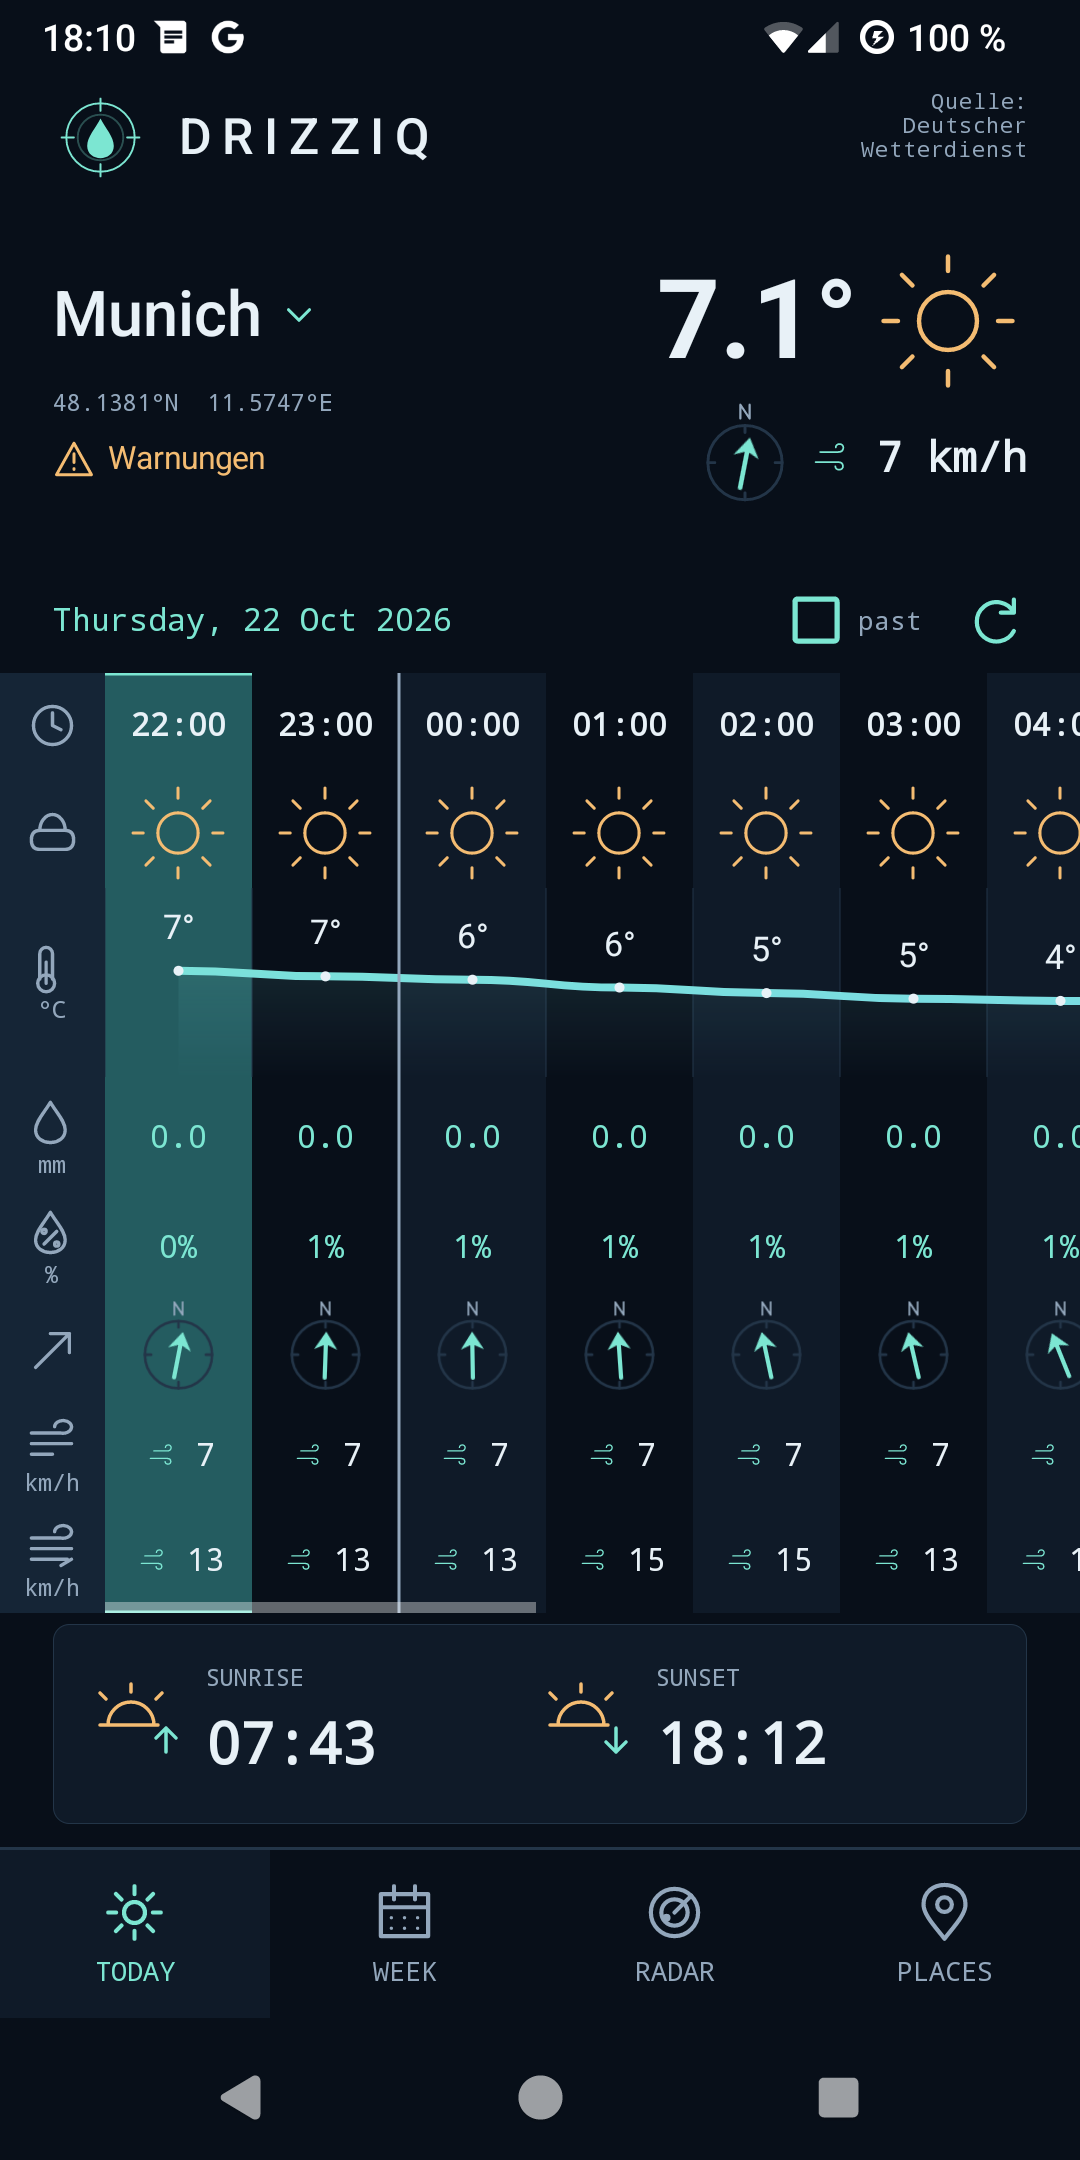 18:10
100 %
DRIZZIQ
Quelle:
Deutscher
Wetterdienst
Munich
7.1°
48.1381°N 11.5747°E
N
Warnungen
7 km/h
Thursday, 22 Oct 2026
past
22:00 23:00 00:00 01:00 02:00 03:00
7° 7° 6° 6° 5° 5° 4°
°C
0.0 0.0 0.0 0.0 0.0 0.0
mm
0% 1% 1% 1% 1% 1% 1%
%
N N N N N N N
7 7 7 7 7 7
km/h
13 13 13 15 15 13
km/h
SUNRISE SUNSET
07:43 18:12
TODAY WEEK RADAR PLACES